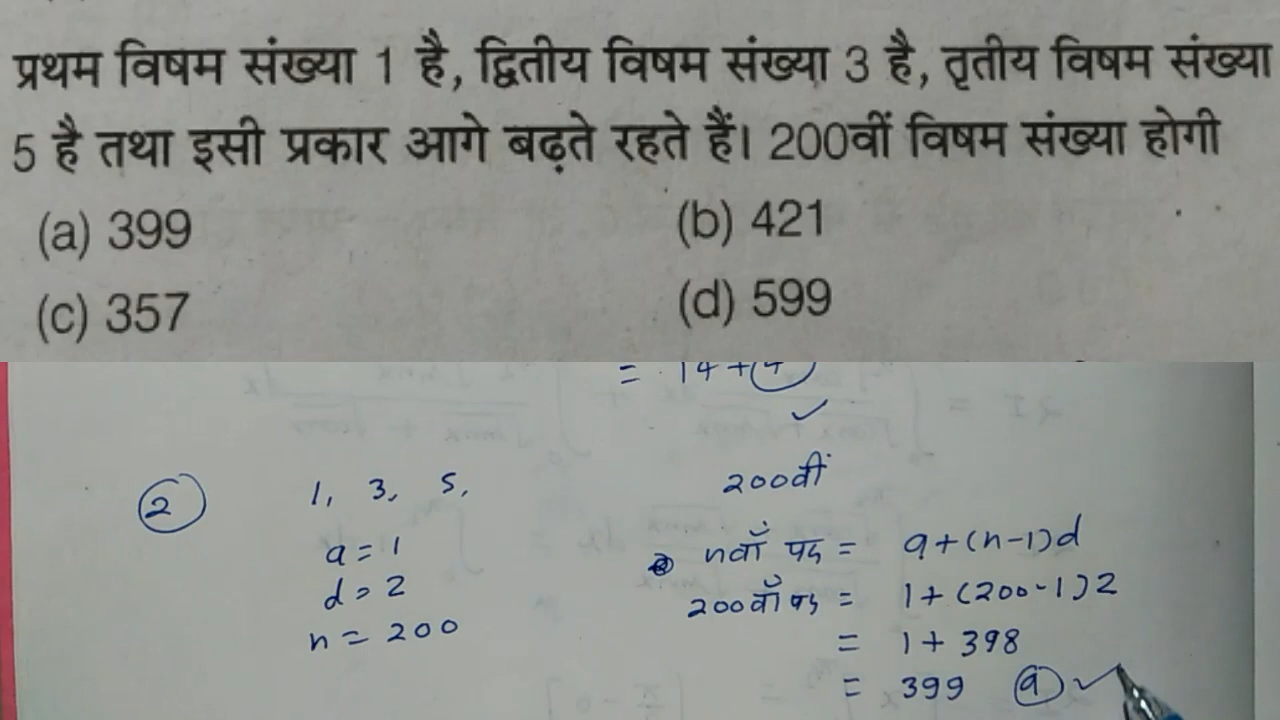 प्रथम विषम संख्या 1 है, द्वितीय विषम संख्या 3 है, तृतीय विषम संख्या
5 है तथा इसी प्रकार आगे बढ़ते रहते हैं। 200वीं विषम संख्या होगी
(a) 399 (b) 421
(c) 357 (d) 599
= 14+4
2 1, 3, 5, 200वीं
a = 1 nवाँ पद = a+(n-1)d
d = 2 200वाँ पद = 1+(200-1)2
n = 200 = 1+ 398
= 399 (a)